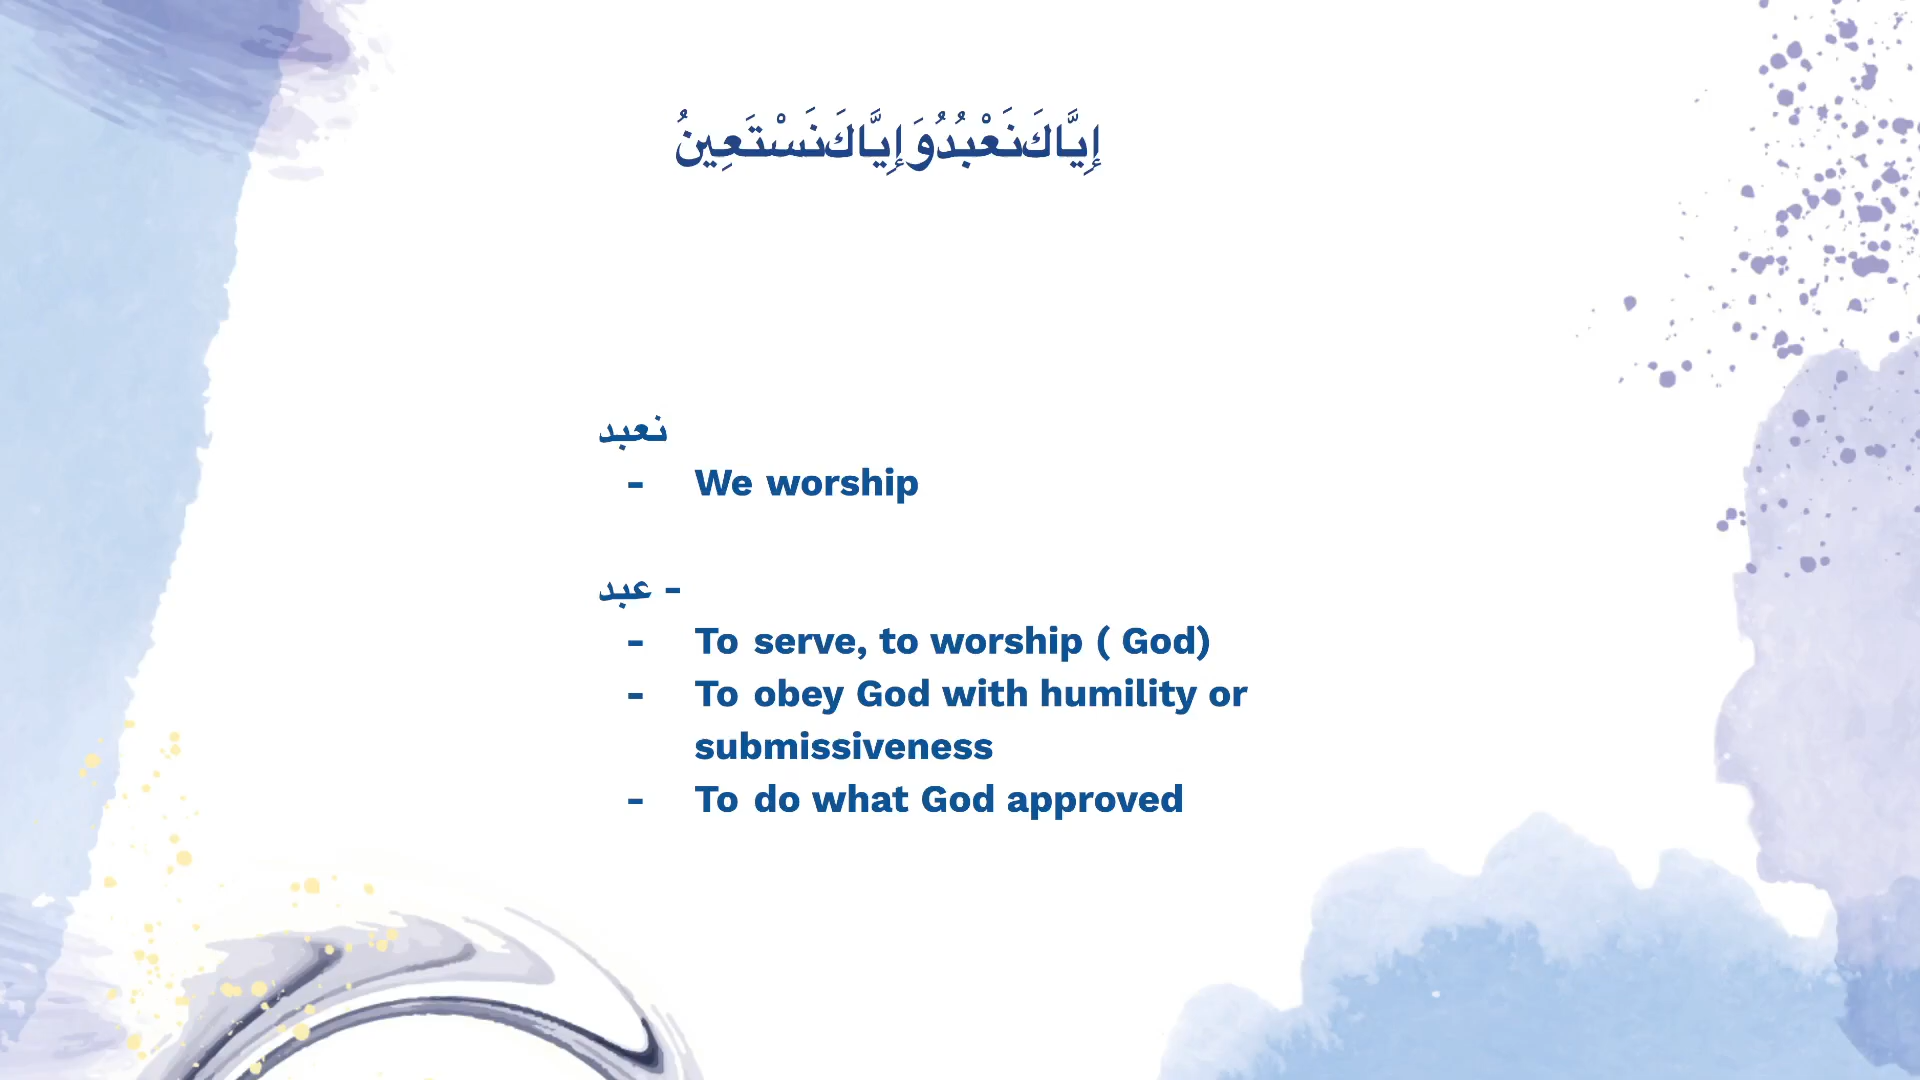 إِيَّاكَ نَعْبُدُ وَ إِيَّاكَ نَسْتَعِينُ
نعبد
- We worship
عبد -
- To serve, to worship ( God)
- To obey God with humility or
submissiveness
- To do what God approved